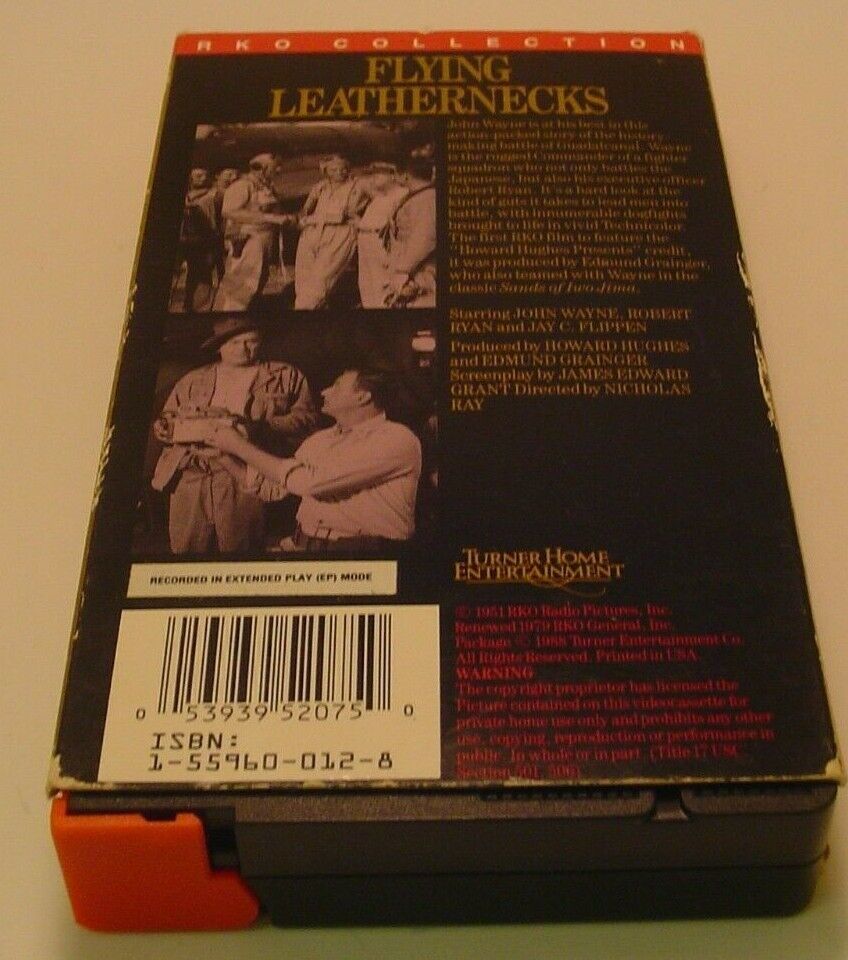 RKO COLLECTION
FLYING
LEATHERNECKS
John Wayne is at his best in this
action-packed story of the history
making battle of Guadalcanal. Wayne
is the rugged Commander of a fighter
squadron who not only battles the
Japanese, but also his executive officer
Robert Ryan. It's a hard look at the
kind of guts it takes to lead men into
battle, with innumerable dogfights
brought to life in vivid Technicolor.
The first RKO film to feature the
"Howard Hughes Presents" credit,
it was produced by Edmund Grainger,
who also teamed with Wayne in the
classic Sands of Iwo Jima.
Starring JOHN WAYNE, ROBERT
RYAN and JAY C. FLIPPEN
Produced by HOWARD HUGHES
and EDMUND GRAINGER
Screenplay by JAMES EDWARD
GRANT Directed by NICHOLAS
RAY
RECORDED IN EXTENDED PLAY (EP) MODE
TURNER HOME
ENTERTAINMENT
© 1951 RKO Radio Pictures, Inc.
Renewed 1979 RKO General, Inc.
Package © 1988 Turner Entertainment Co.
All Rights Reserved. Printed in USA.
WARNING
The copyright proprietor has licensed the
Picture contained on this videocassette for
private home use only and prohibits any other
use, copying, reproduction or performance in
public. In whole or in part. (Title 17 USC
Section 501, 506)
0 53939 52075 0
ISBN:
1-55960-012-8